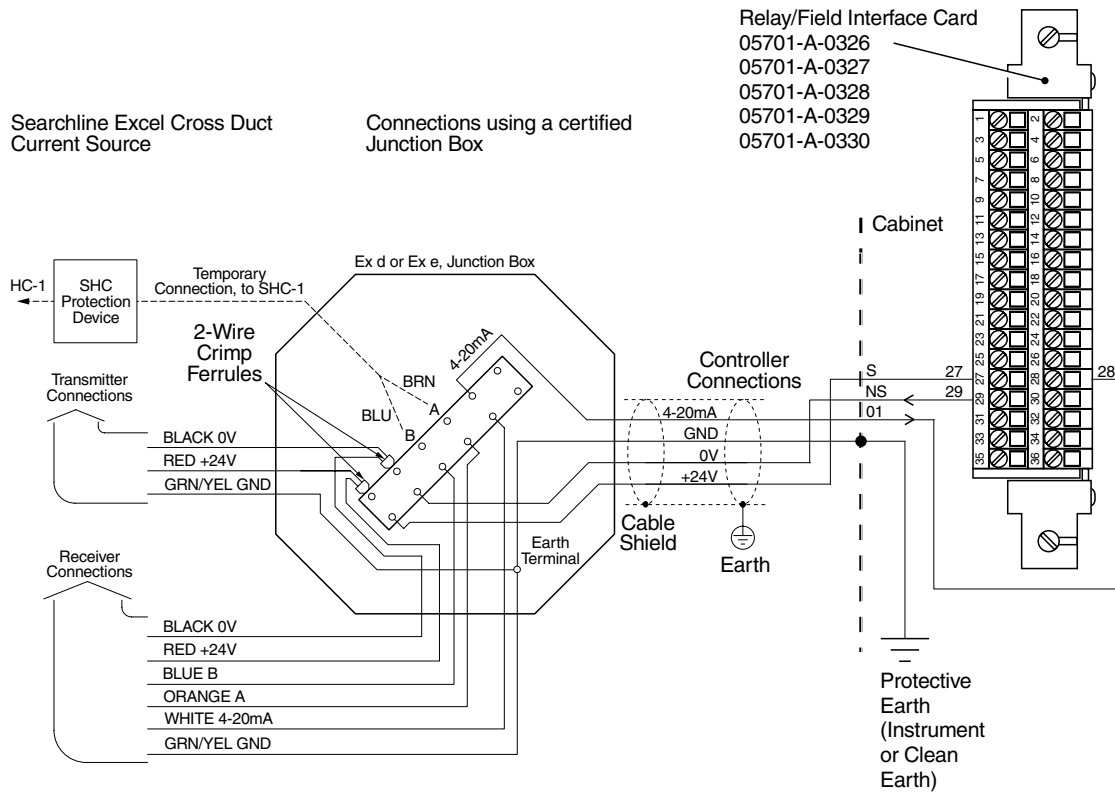 Relay/Field Interface Card
05701-A-0326
05701-A-0327
05701-A-0328
05701-A-0329
05701-A-0330
Searchline Excel Cross Duct
Current Source
Connections using a certified
Junction Box
Cabinet
Ex d or Ex e, Junction Box
HC-1
SHC
Protection
Device
Temporary
Connection, to SHC-1
2-Wire
Crimp
Ferrules
4-20mA
BRN
A
BLU
B
Transmitter
Connections
BLACK 0V
RED +24V
GRN/YEL GND
Controller
Connections
S
27
NS
29
4-20mA
01
GND
0V
+24V
Cable
Shield
Earth
Earth
Terminal
Receiver
Connections
BLACK 0V
RED +24V
BLUE B
ORANGE A
WHITE 4-20mA
GRN/YEL GND
Protective
Earth
(Instrument
or Clean
Earth)
1 2
3 4
5 6
7 8
9 10
11 12
13 14
15 16
17 18
19 20
21 22
23 24
25 26
27 28
29 30
31 32
33 34
35 36
28